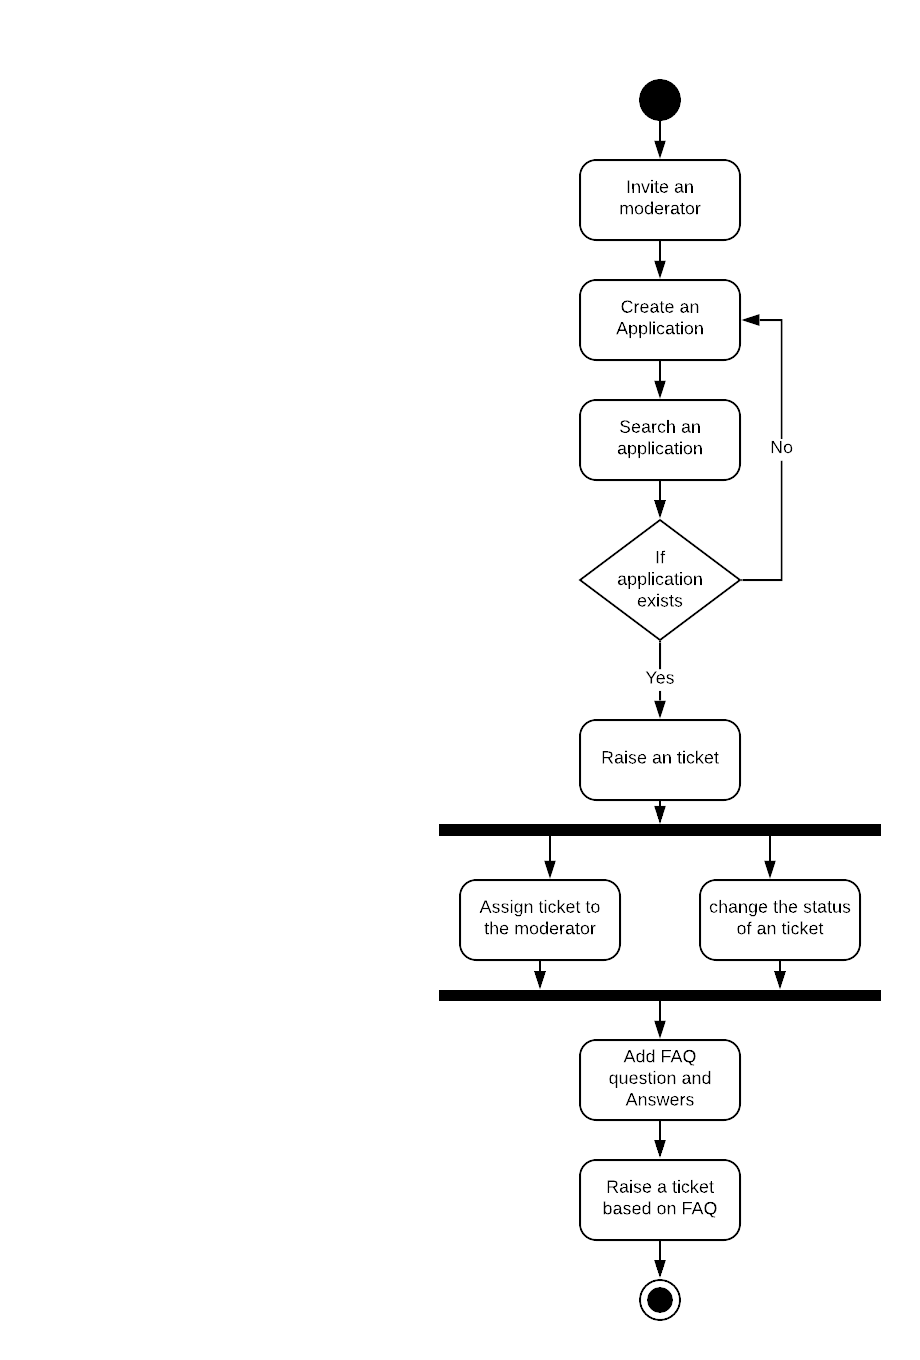 Invite an
moderator
Create an
Application
Search an
application
No
If
application
exists
Yes
Raise an ticket
Assign ticket to
the moderator
change the status
of an ticket
Add FAQ
question and
Answers
Raise a ticket
based on FAQ